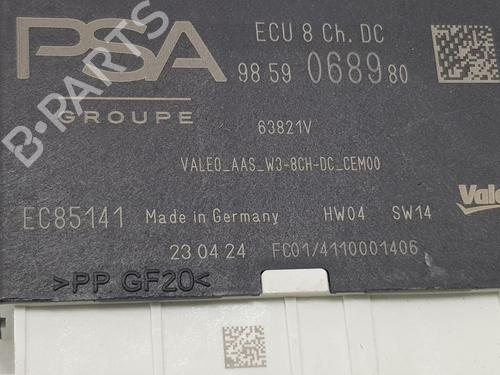 PSA
GROUPE
ECU 8 Ch. DC
98 59 0689 80
63821V
VALEO_AAS_W3-8CH-DC_CEM00
EC85141 Made in Germany HW04 SW14
Valeo
23 04 24 FC01/4110001406
>PP GF20<